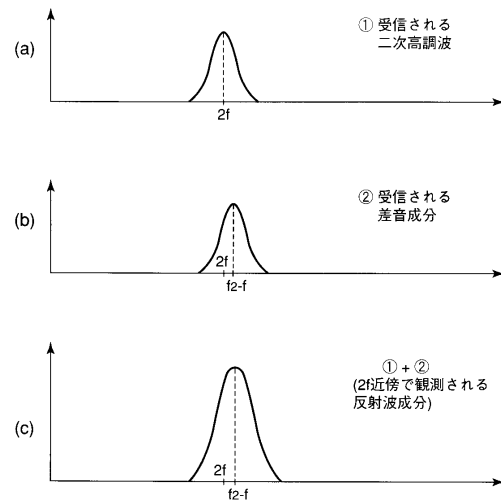 (a)
① 受信される
二次高調波
2f
(b)
② 受信される
差音成分
2f
f2-f
(c)
① + ②
(2f近傍で観測される
反射波成分)
2f
f2-f